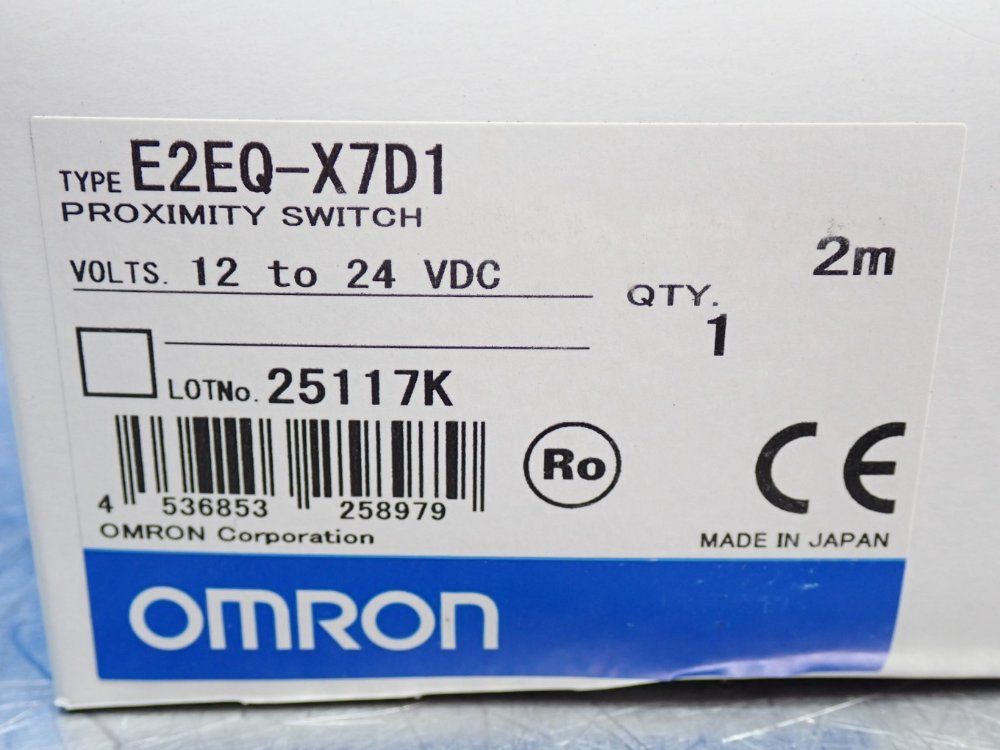 TYPE E2EQ-X7D1
PROXIMITY SWITCH
2m
VOLTS. 12 to 24 VDC
QTY.
1
LOTNo. 25117K
4 536853 258979
Ro
CE
OMRON Corporation
MADE IN JAPAN
OMRON